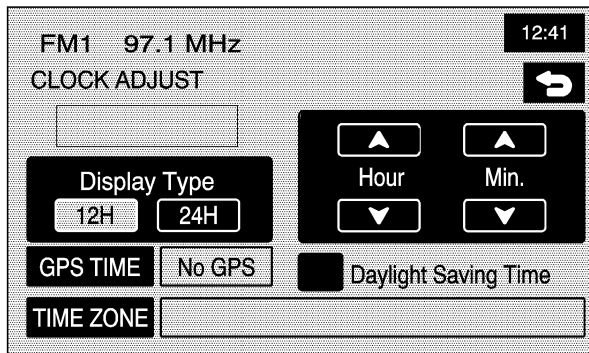 FM1 97.1 MHz
12:41
CLOCK ADJUST
Display Type
12H 24H
Hour Min.
GPS TIME No GPS
Daylight Saving Time
TIME ZONE